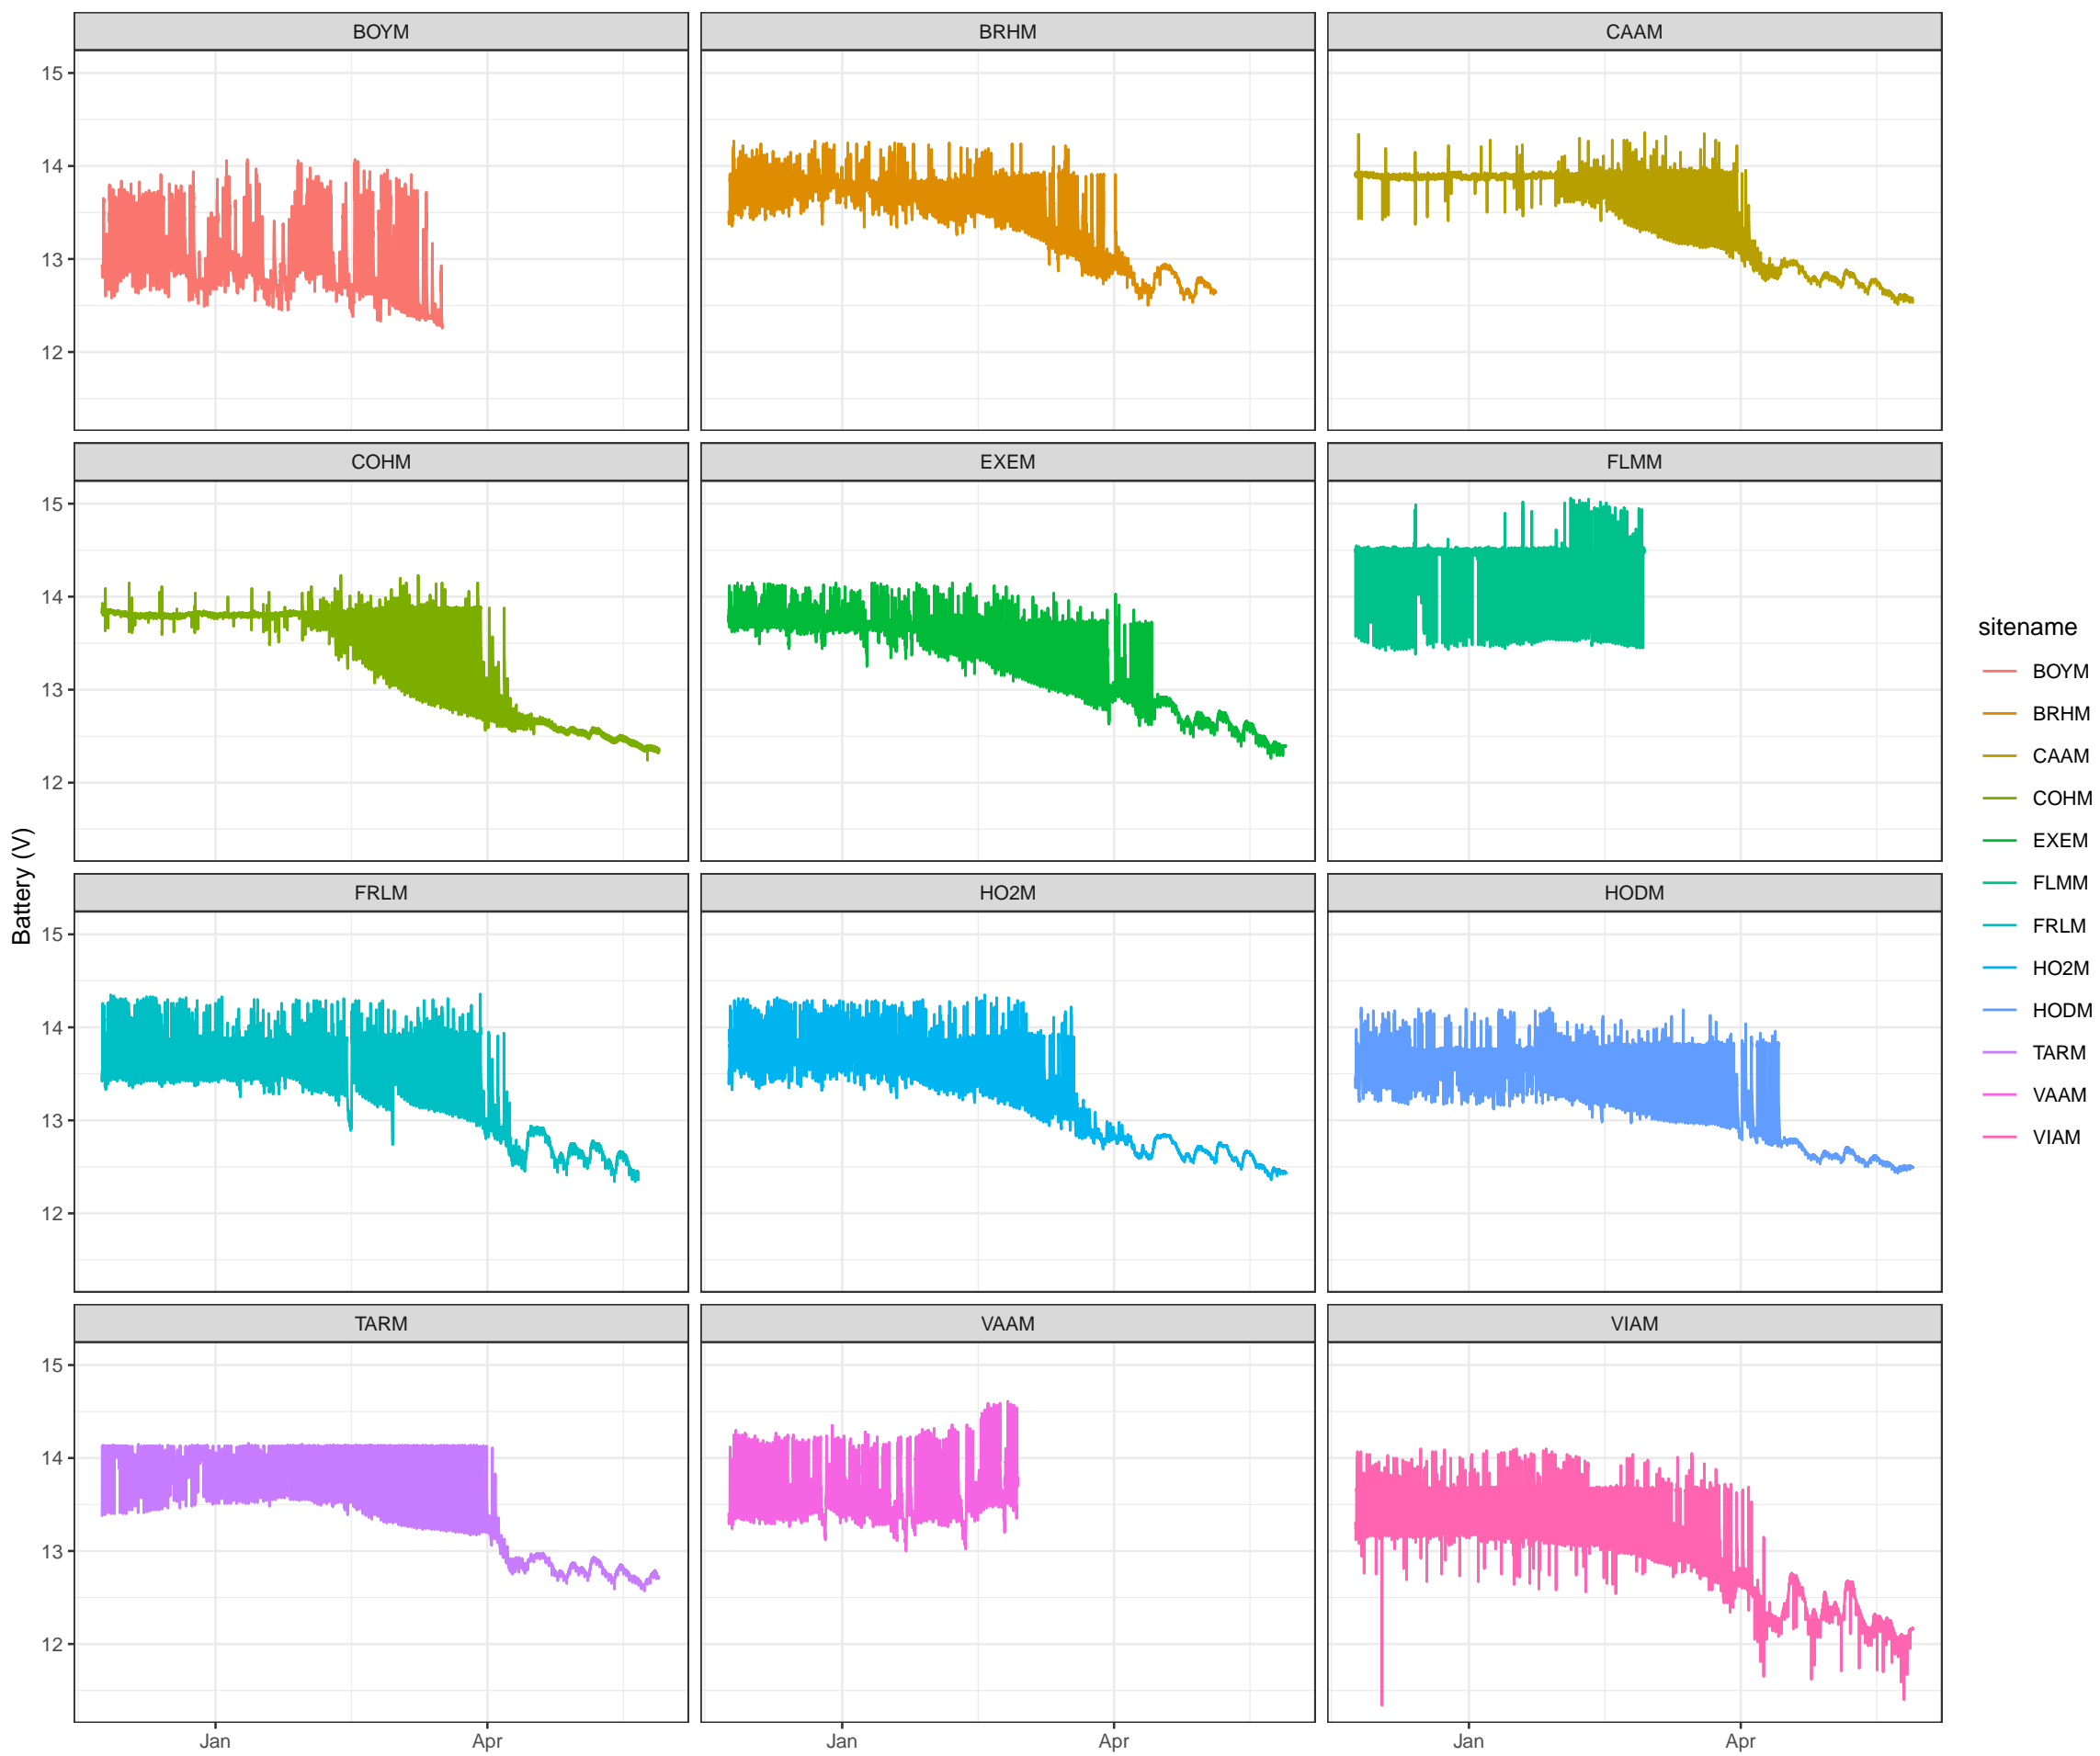 BOYM
BRHM
CAAM
15
14
13
12
COHM
EXEM
FLMM
15
14
13
12
FRLM
HO2M
HODM
15
14
13
12
TARM
VAAM
VIAM
15
14
13
12
Jan
Apr
Jan
Apr
Jan
Apr
Battery (V)
sitename
BOYM
BRHM
CAAM
COHM
EXEM
FLMM
FRLM
HO2M
HODM
TARM
VAAM
VIAM